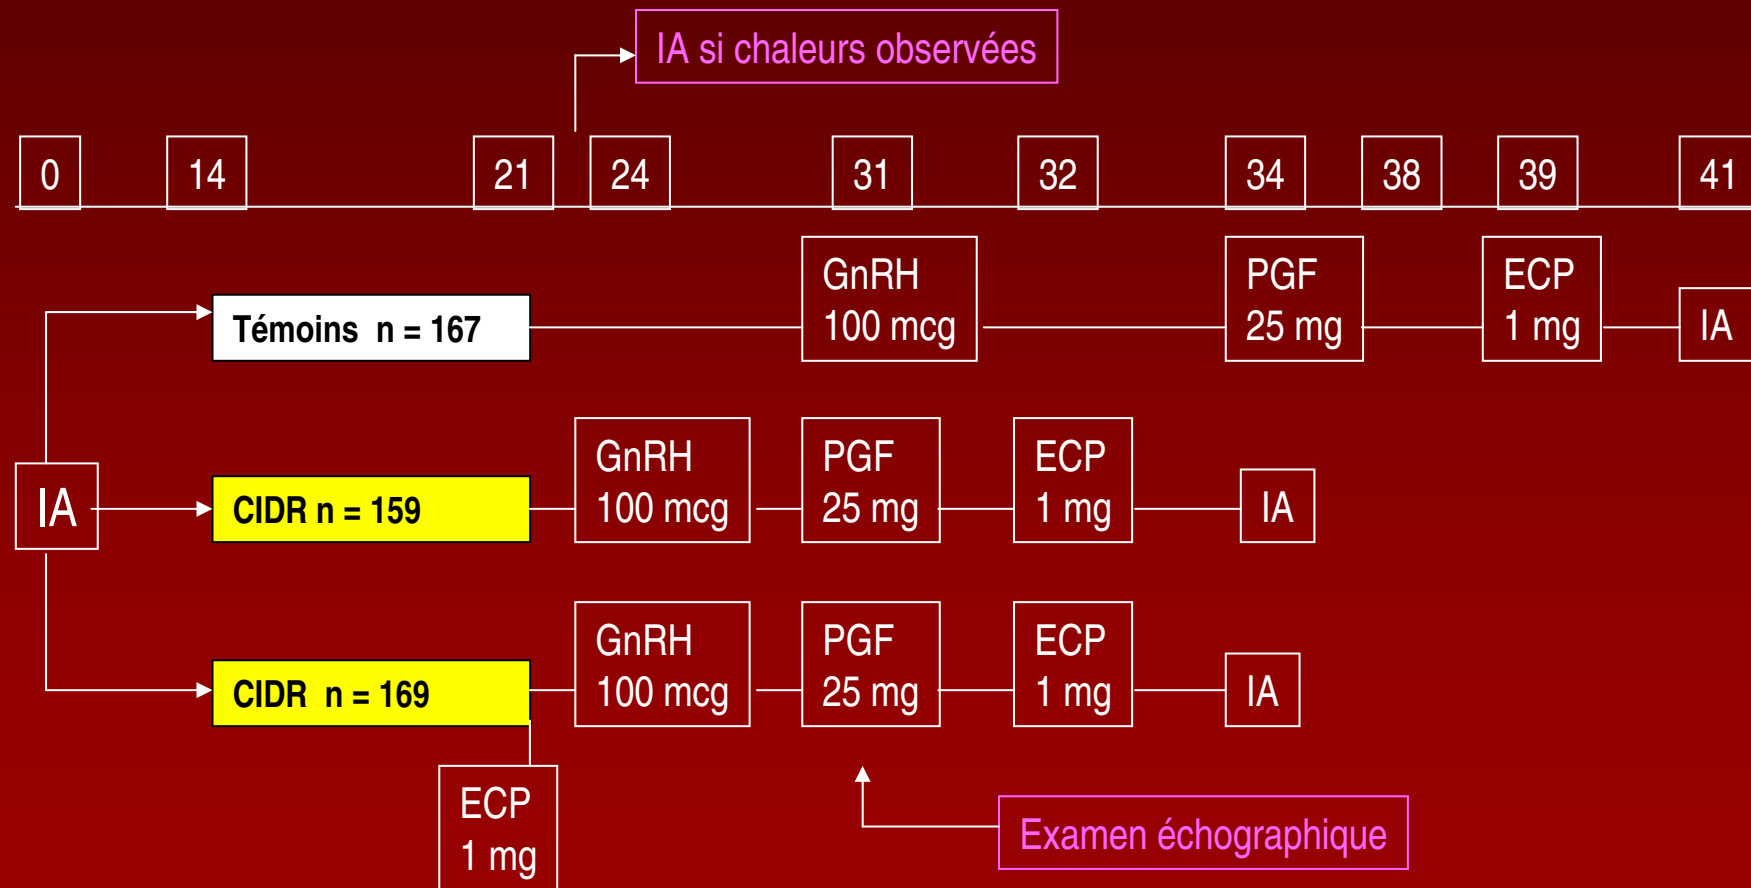 IA si chaleurs observées
0 14 21 24 31 32 34 38 39 41
Témoins n = 167
GnRH
100 mcg
PGF
25 mg
ECP
1 mg
IA
IA
CIDR n = 159
GnRH
100 mcg
PGF
25 mg
ECP
1 mg
IA
CIDR n = 169
GnRH
100 mcg
PGF
25 mg
ECP
1 mg
IA
ECP
1 mg
Examen échographique